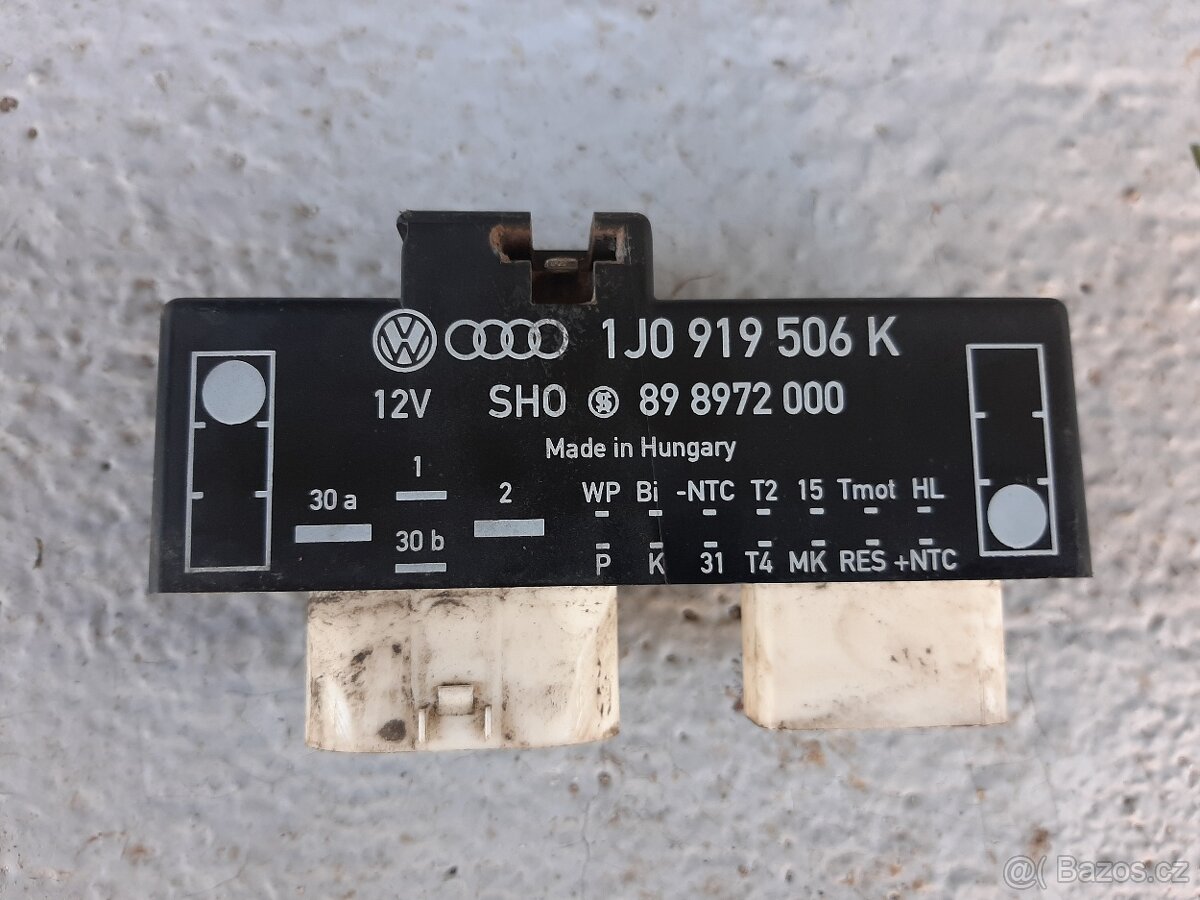 1J0 919 506 K
12V SHO 89 8972 000
Made in Hungary
30 a 1 2
30 b
WP Bi -NTC T2 15 Tmot HL
P K 31 T4 MK RES +NTC
@( Bazos.cz